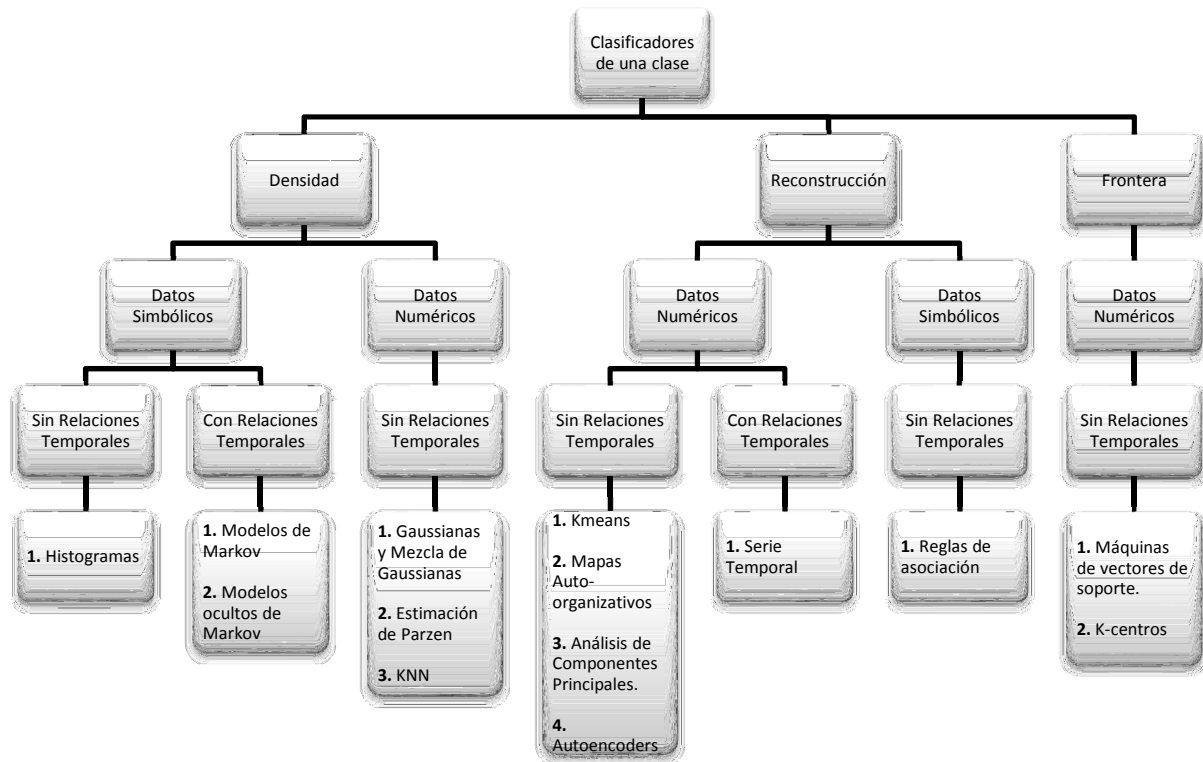 Clasificadores
de una clase
Densidad
Reconstrucción
Frontera
Datos
Simbólicos
Datos
Numéricos
Datos
Numéricos
Datos
Simbólicos
Datos
Numéricos
Sin Relaciones
Temporales
Con Relaciones
Temporales
Sin Relaciones
Temporales
Sin Relaciones
Temporales
Con Relaciones
Temporales
Sin Relaciones
Temporales
Sin Relaciones
Temporales
1. Histogramas
1. Modelos de
Markov
2. Modelos
ocultos de
Markov
1. Gaussianas
y Mezcla de
Gaussianas
2. Estimación
de Parzen
3. KNN
1. Kmeans
2. Mapas
Auto-
organizativos
3. Análisis de
Componentes
Principales.
4.
Autoencoders
1. Serie
Temporal
1. Reglas de
asociación
1. Máquinas
de vectores de
soporte.
2. K-centros